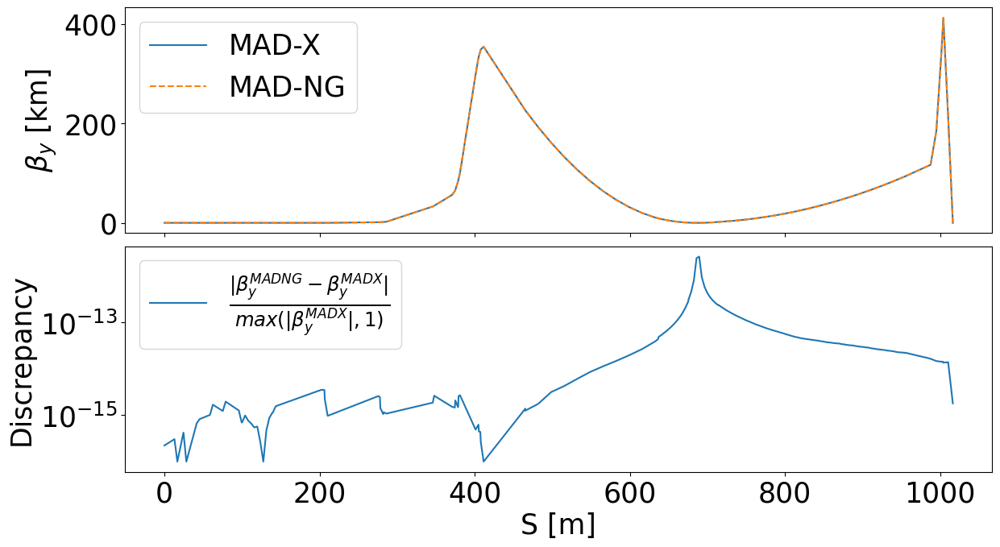 400
200
0
β_y [km]
MAD-X
MAD-NG
10^{-13}
10^{-15}
Discrepancy
\frac{|β_y^{MADNG} − β_y^{MADX}|}{max(|β_y^{MADX}|, 1)}
0 200 400 600 800 1000
S [m]